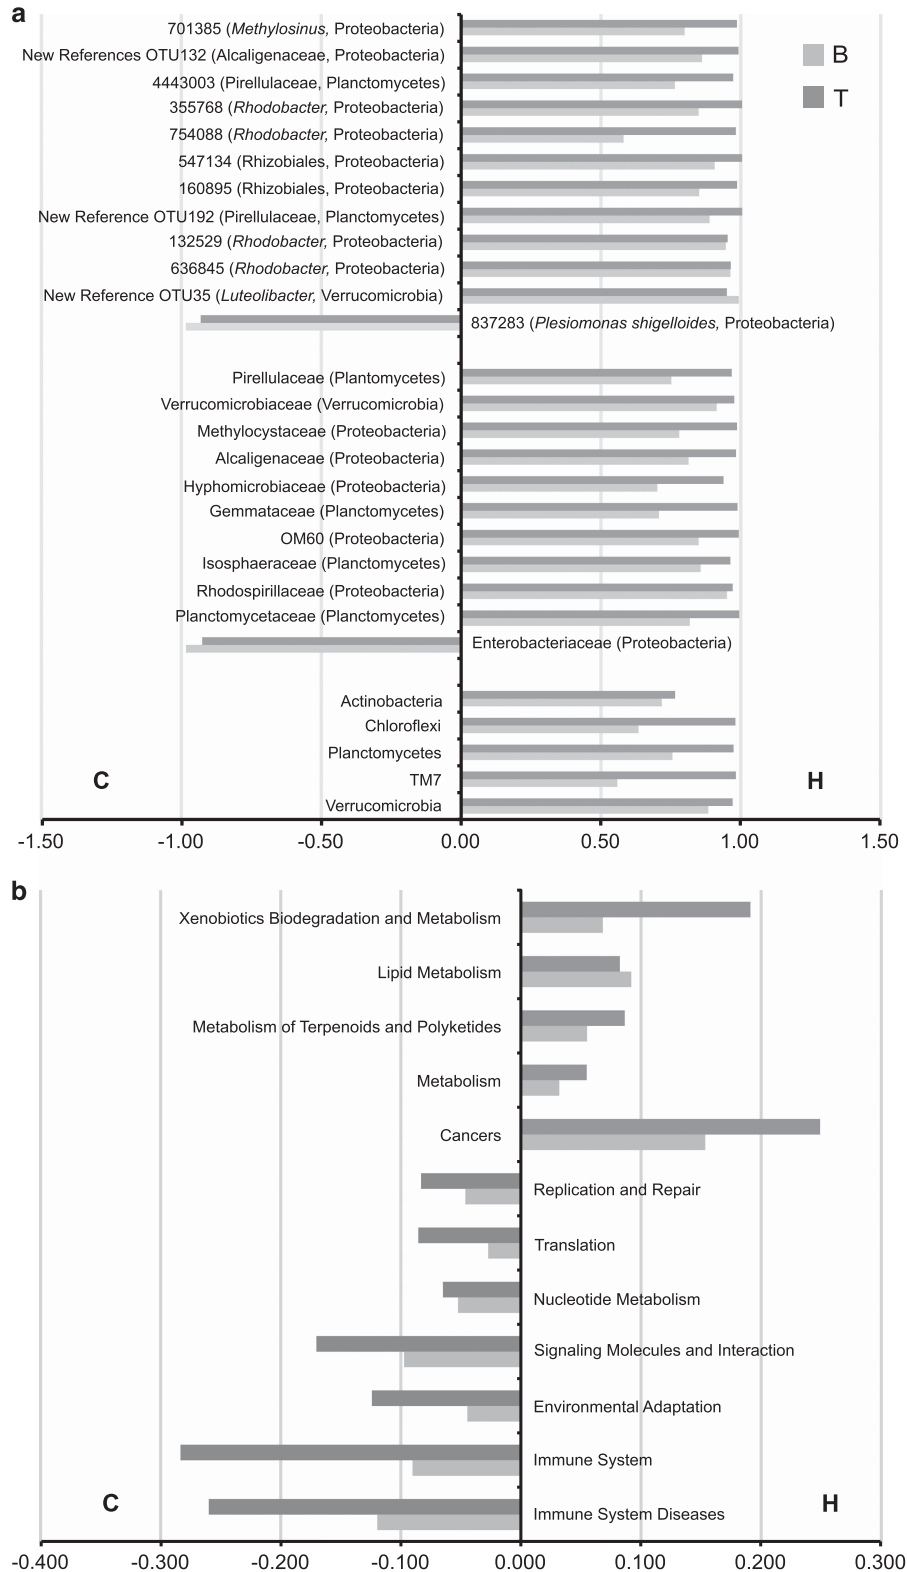 a
701385 (Methylosinus, Proteobacteria)
New References OTU132 (Alcaligenaceae, Proteobacteria)
4443003 (Pirellulaceae, Planctomycetes)
355768 (Rhodobacter, Proteobacteria)
754088 (Rhodobacter, Proteobacteria)
547134 (Rhizobiales, Proteobacteria)
160895 (Rhizobiales, Proteobacteria)
New Reference OTU192 (Pirellulaceae, Planctomycetes)
132529 (Rhodobacter, Proteobacteria)
636845 (Rhodobacter, Proteobacteria)
New Reference OTU35 (Luteolibacter, Verrucomicrobia)
837283 (Plesiomonas shigelloides, Proteobacteria)
B
T
Pirellulaceae (Plantomycetes)
Verrucomicrobiaceae (Verrucomicrobia)
Methylocystaceae (Proteobacteria)
Alcaligenaceae (Proteobacteria)
Hyphomicrobiaceae (Proteobacteria)
Gemmataceae (Planctomycetes)
OM60 (Proteobacteria)
Isosphaeraceae (Planctomycetes)
Rhodospirillaceae (Proteobacteria)
Planctomycetaceae (Planctomycetes)
Enterobacteriaceae (Proteobacteria)
Actinobacteria
Chloroflexi
Planctomycetes
TM7
Verrucomicrobia
C
H
-1.50 -1.00 -0.50 0.00 0.50 1.00 1.50
b
Xenobiotics Biodegradation and Metabolism
Lipid Metabolism
Metabolism of Terpenoids and Polyketides
Metabolism
Cancers
Replication and Repair
Translation
Nucleotide Metabolism
Signaling Molecules and Interaction
Environmental Adaptation
Immune System
Immune System Diseases
C
H
-0.400 -0.300 -0.200 -0.100 0.000 0.100 0.200 0.300